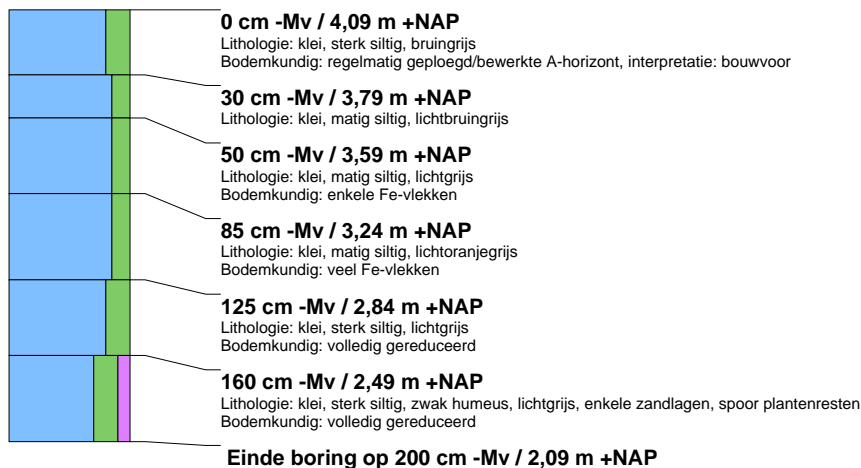 0 cm -Mv / 4,09 m +NAP
Lithologie: klei, sterk siltig, bruingrijs
Bodemkundig: regelmatig geploegd/bewerkte A-horizont, interpretatie: bouwvoor
30 cm -Mv / 3,79 m +NAP
Lithologie: klei, matig siltig, lichtbruingrijs
50 cm -Mv / 3,59 m +NAP
Lithologie: klei, matig siltig, lichtgrijs
Bodemkundig: enkele Fe-vlekken
85 cm -Mv / 3,24 m +NAP
Lithologie: klei, matig siltig, lichtoranjegrijs
Bodemkundig: veel Fe-vlekken
125 cm -Mv / 2,84 m +NAP
Lithologie: klei, sterk siltig, lichtgrijs
Bodemkundig: volledig gereduceerd
160 cm -Mv / 2,49 m +NAP
Lithologie: klei, sterk siltig, zwak humeus, lichtgrijs, enkele zandlagen, spoor plantenresten
Bodemkundig: volledig gereduceerd
Einde boring op 200 cm -Mv / 2,09 m +NAP